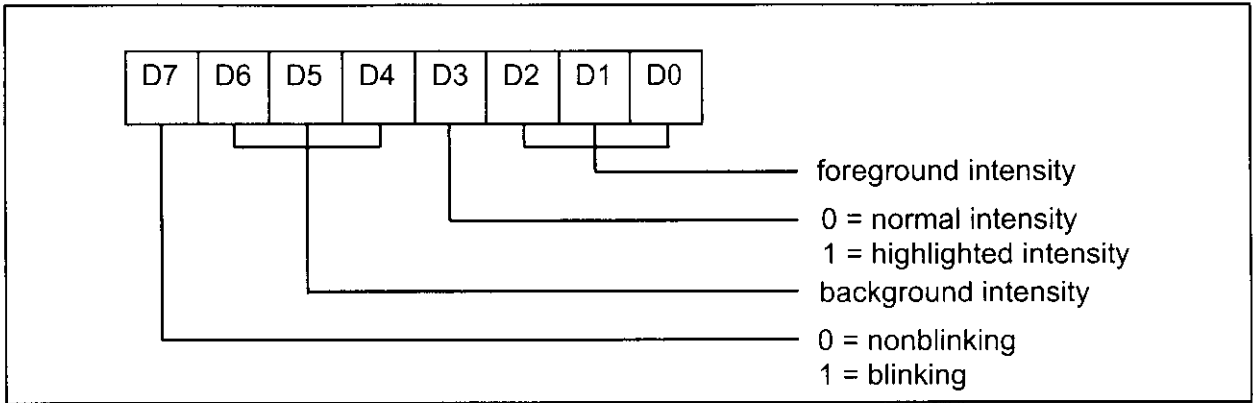 D7 D6 D5 D4 D3 D2 D1 D0
foreground intensity
0 = normal intensity
1 = highlighted intensity
background intensity
0 = nonblinking
1 = blinking